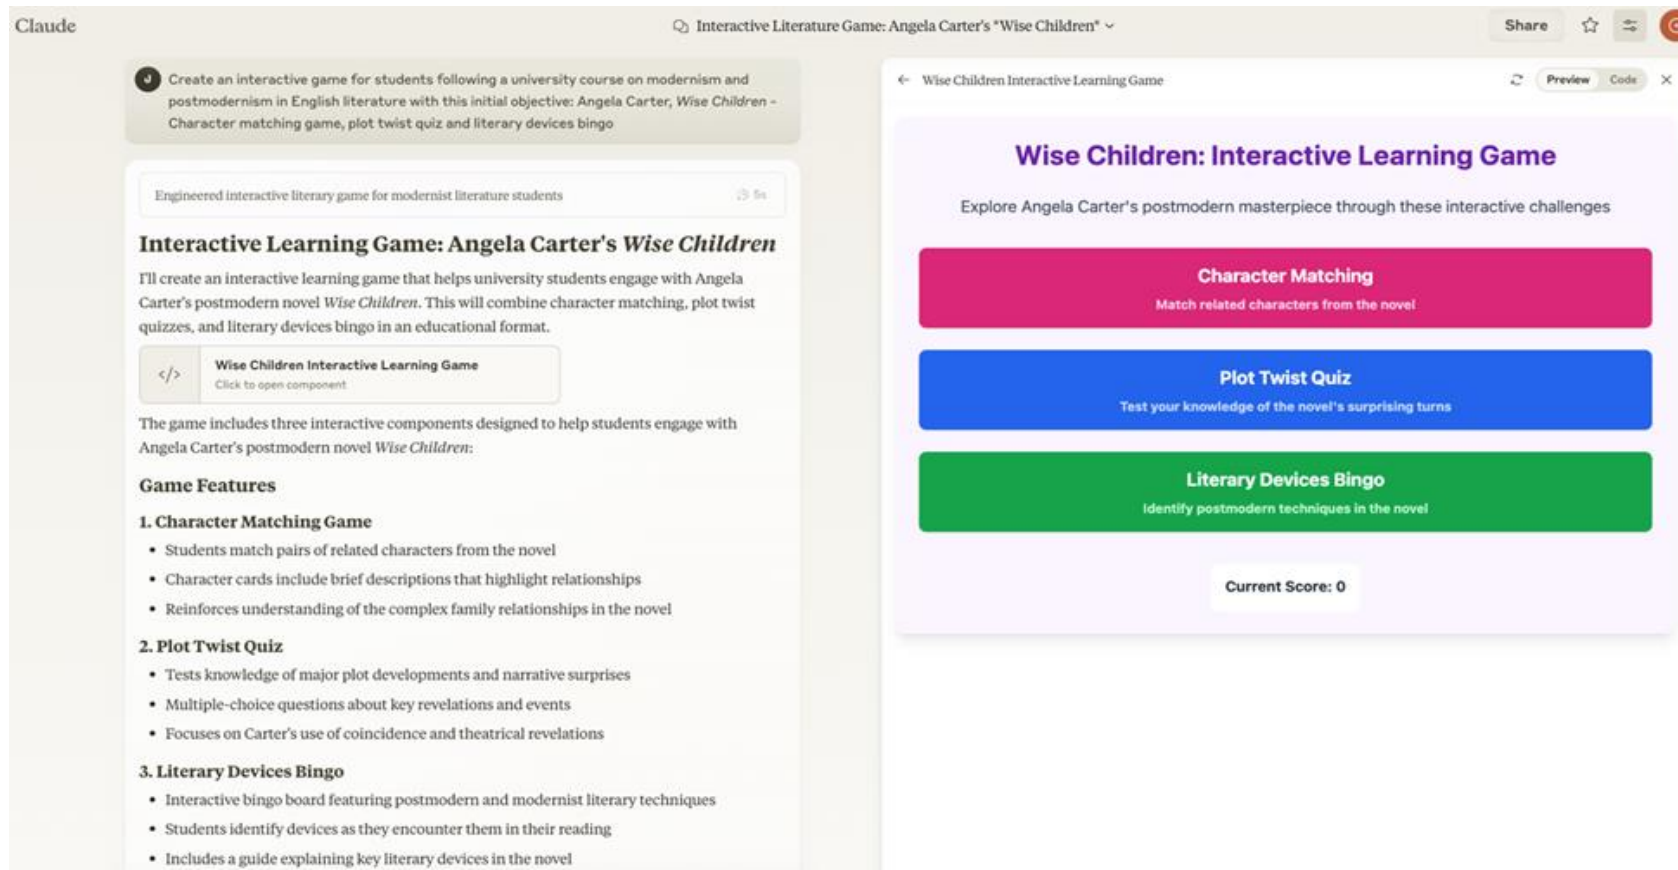 Claude
Interactive Literature Game: Angela Carter's "Wise Children"
Share
J
Create an interactive game for students following a university course on modernism and
postmodernism in English literature with this initial objective: Angela Carter, Wise Children -
Character matching game, plot twist quiz and literary devices bingo
Engineered interactive literary game for modernist literature students
5s
Interactive Learning Game: Angela Carter's Wise Children
I'll create an interactive learning game that helps university students engage with Angela
Carter's postmodern novel Wise Children. This will combine character matching, plot twist
quizzes, and literary devices bingo in an educational format.
</>
Wise Children Interactive Learning Game
Click to open component
The game includes three interactive components designed to help students engage with
Angela Carter's postmodern novel Wise Children:
Game Features
1. Character Matching Game
• Students match pairs of related characters from the novel
• Character cards include brief descriptions that highlight relationships
• Reinforces understanding of the complex family relationships in the novel
2. Plot Twist Quiz
• Tests knowledge of major plot developments and narrative surprises
• Multiple-choice questions about key revelations and events
• Focuses on Carter's use of coincidence and theatrical revelations
3. Literary Devices Bingo
• Interactive bingo board featuring postmodern and modernist literary techniques
• Students identify devices as they encounter them in their reading
• Includes a guide explaining key literary devices in the novel
Wise Children Interactive Learning Game
Preview
Code
Wise Children: Interactive Learning Game
Explore Angela Carter's postmodern masterpiece through these interactive challenges
Character Matching
Match related characters from the novel
Plot Twist Quiz
Test your knowledge of the novel's surprising turns
Literary Devices Bingo
Identify postmodern techniques in the novel
Current Score: 0